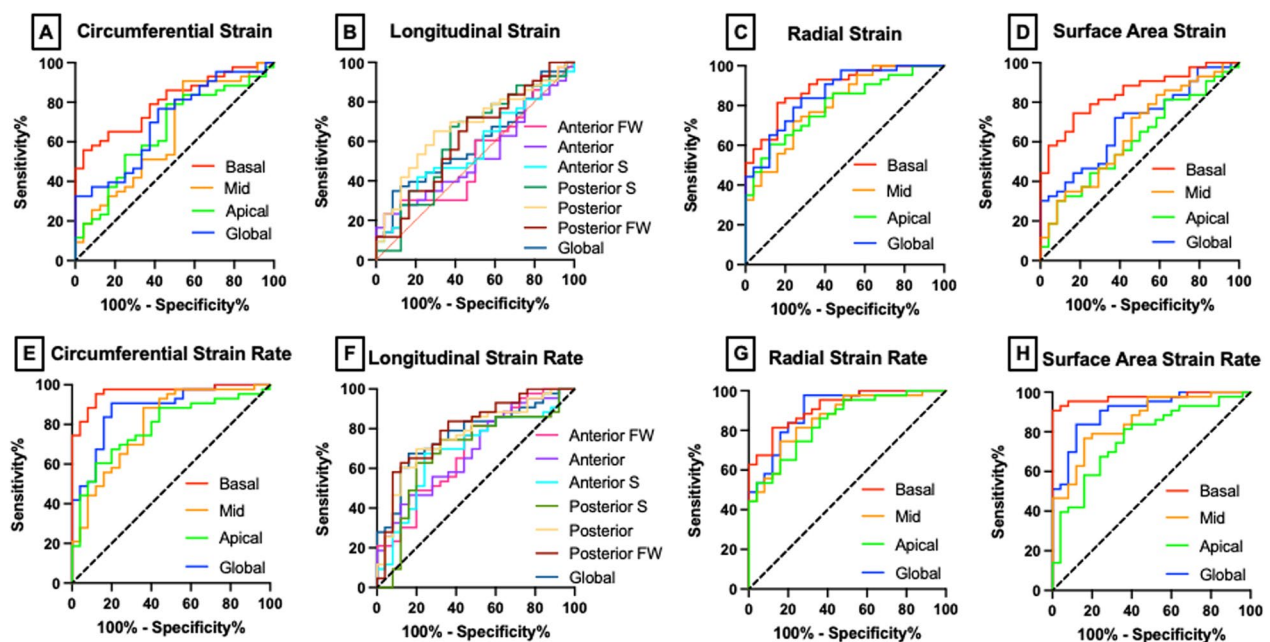 A Circumferential Strain
Sensitivity%
100
80
60
40
20
0
0 20 40 60 80 100
100% - Specificity%
Basal
Mid
Apical
Global
B Longitudinal Strain
Sensitivity%
100
80
60
40
20
0
0 20 40 60 80 100
100% - Specificity%
Anterior FW
Anterior
Anterior S
Posterior S
Posterior
Posterior FW
Global
C Radial Strain
Sensitivity%
100
80
60
40
20
0
0 20 40 60 80 100
100% - Specificity%
Basal
Mid
Apical
Global
D Surface Area Strain
Sensitivity%
100
80
60
40
20
0
0 20 40 60 80 100
100% - Specificity%
Basal
Mid
Apical
Global
E Circumferential Strain Rate
Sensitivity%
100
80
60
40
20
0
0 20 40 60 80 100
100% - Specificity%
Basal
Mid
Apical
Global
F Longitudinal Strain Rate
Sensitivity%
100
80
60
40
20
0
0 20 40 60 80 100
100% - Specificity%
Anterior FW
Anterior
Anterior S
Posterior S
Posterior
Posterior FW
Global
G Radial Strain Rate
Sensitivity%
100
80
60
40
20
0
0 20 40 60 80 100
100% - Specificity%
Basal
Mid
Apical
Global
H Surface Area Strain Rate
Sensitivity%
100
80
60
40
20
0
0 20 40 60 80 100
100% - Specificity%
Basal
Mid
Apical
Global